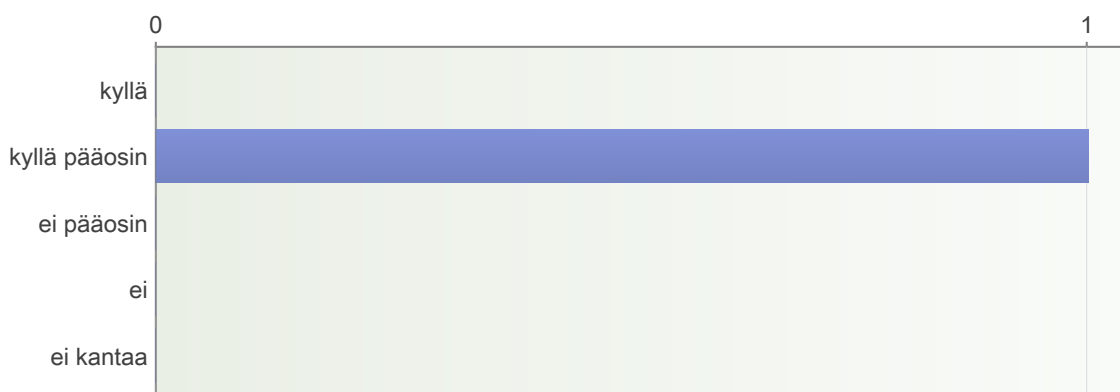 0 1
kyllä
kyllä pääosin
ei pääosin
ei
ei kantaa